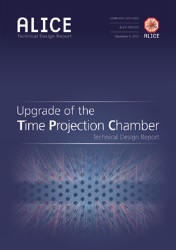 ALICE
Technical Design Report
ALICE
Upgrade of the
Time Projection Chamber
Technical Design Report